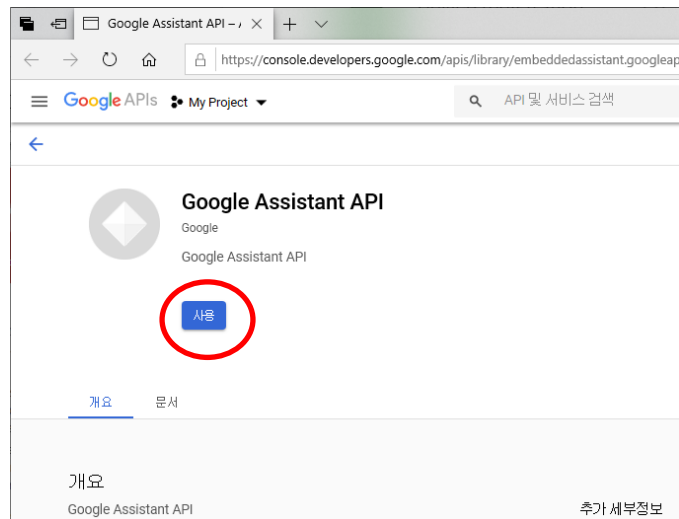 Google Assistant API – 
https://console.developers.google.com/apis/library/embeddedassistant.googleap
Google APIs My Project API 및 서비스 검색
Google Assistant API
Google
Google Assistant API
사용
개요 문서
개요
Google Assistant API 추가 세부정보